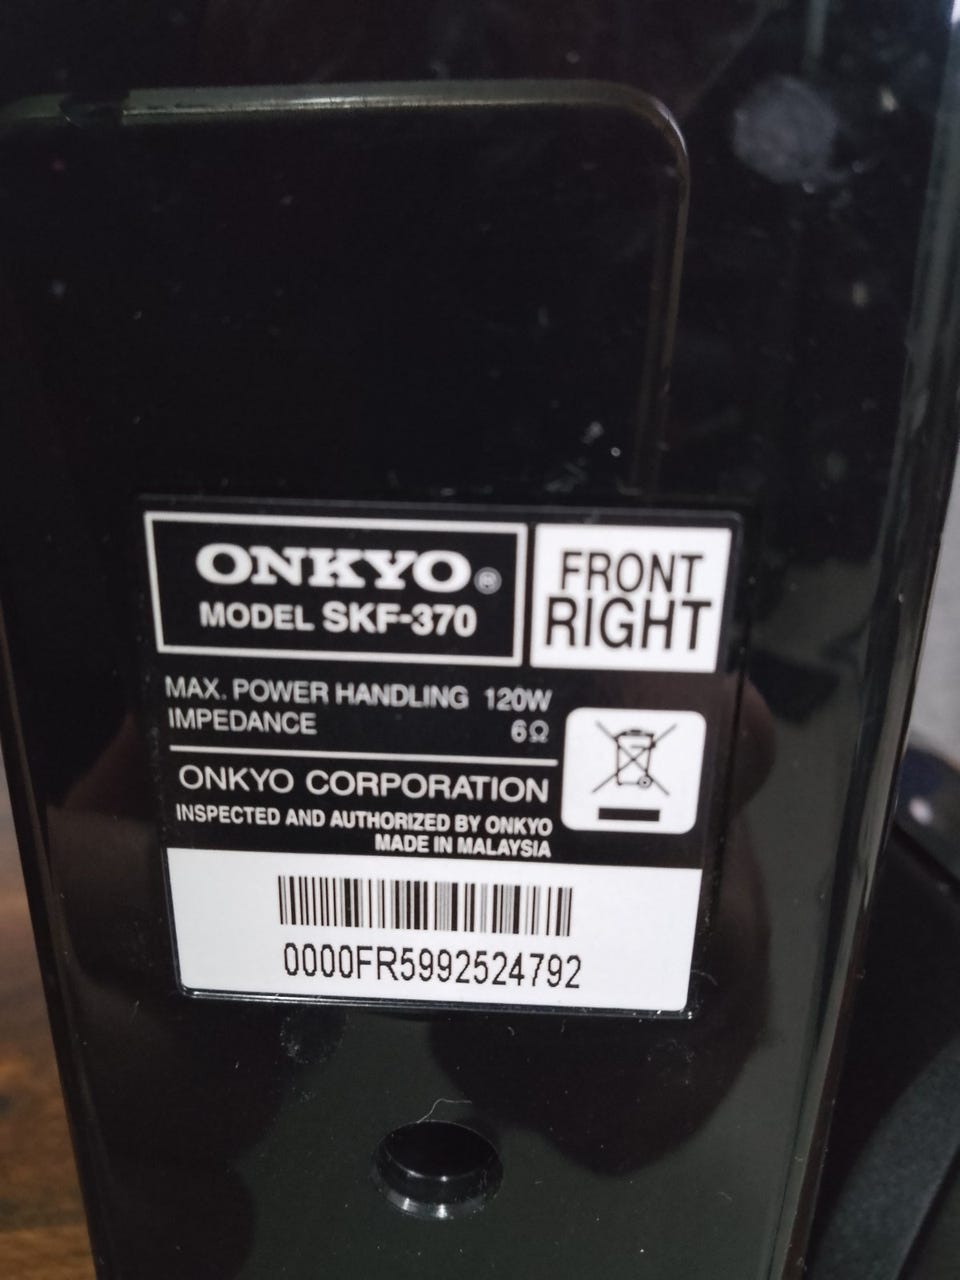 ONKYO®
MODEL SKF-370
FRONT
RIGHT
MAX. POWER HANDLING 120W
IMPEDANCE 6Ω
ONKYO CORPORATION
INSPECTED AND AUTHORIZED BY ONKYO
MADE IN MALAYSIA
0000FR5992524792